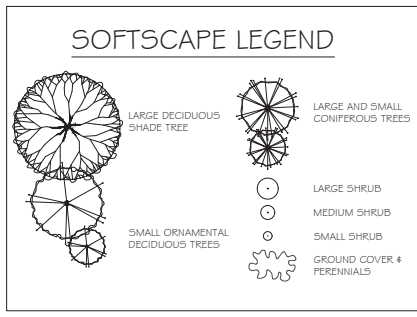 SOFTSCAPE LEGEND
LARGE DECIDUOUS
SHADE TREE
SMALL ORNAMENTAL
DECIDUOUS TREES
LARGE AND SMALL
CONIFEROUS TREES
LARGE SHRUB
MEDIUM SHRUB
SMALL SHRUB
GROUND COVER &
PERENNIALS